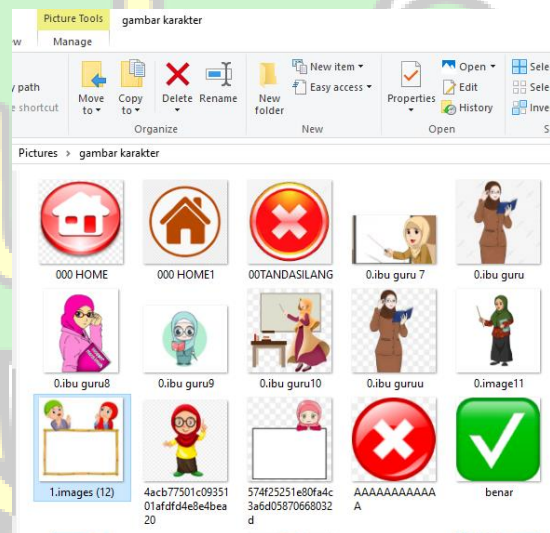 Picture Tools gambar karakter
ew Manage
y path
e shortcut
Move to
Copy to
Delete
Rename
New folder
New item
Easy access
Properties
Open
Edit
History
Sele
Sele
Inve
Organize New Open S
Pictures > gambar karakter
000 HOME 000 HOME1 00TANDASILANG 0.ibu guru 7 0.ibu guru
0.ibu guru8 0.ibu guru9 0.ibu guru10 0.ibu guruu 0.image11
1.images (12) 4acb77501c09351 574f25251e80fa4c AAAAAAAAAAA benar
01afdfd4e8e4bea 3a6d05870668032 A
20 d